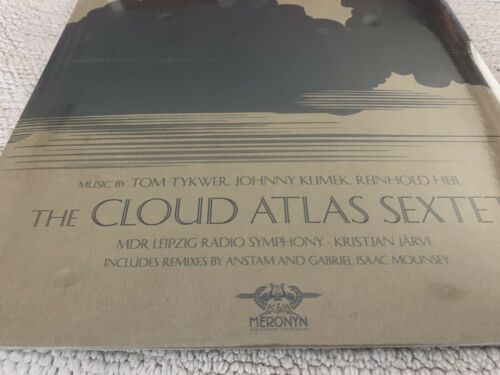 MUSIC BY TOM TYKWER, JOHNNY KLIMEK, REINHOLD HEIL
THE CLOUD ATLAS SEXTET
MDR LEIPZIG RADIO SYMPHONY · KRISTJAN JÄRVI
INCLUDES REMIXES BY ANSTAM AND GABRIEL ISAAC MOUNSEY
MERONYN